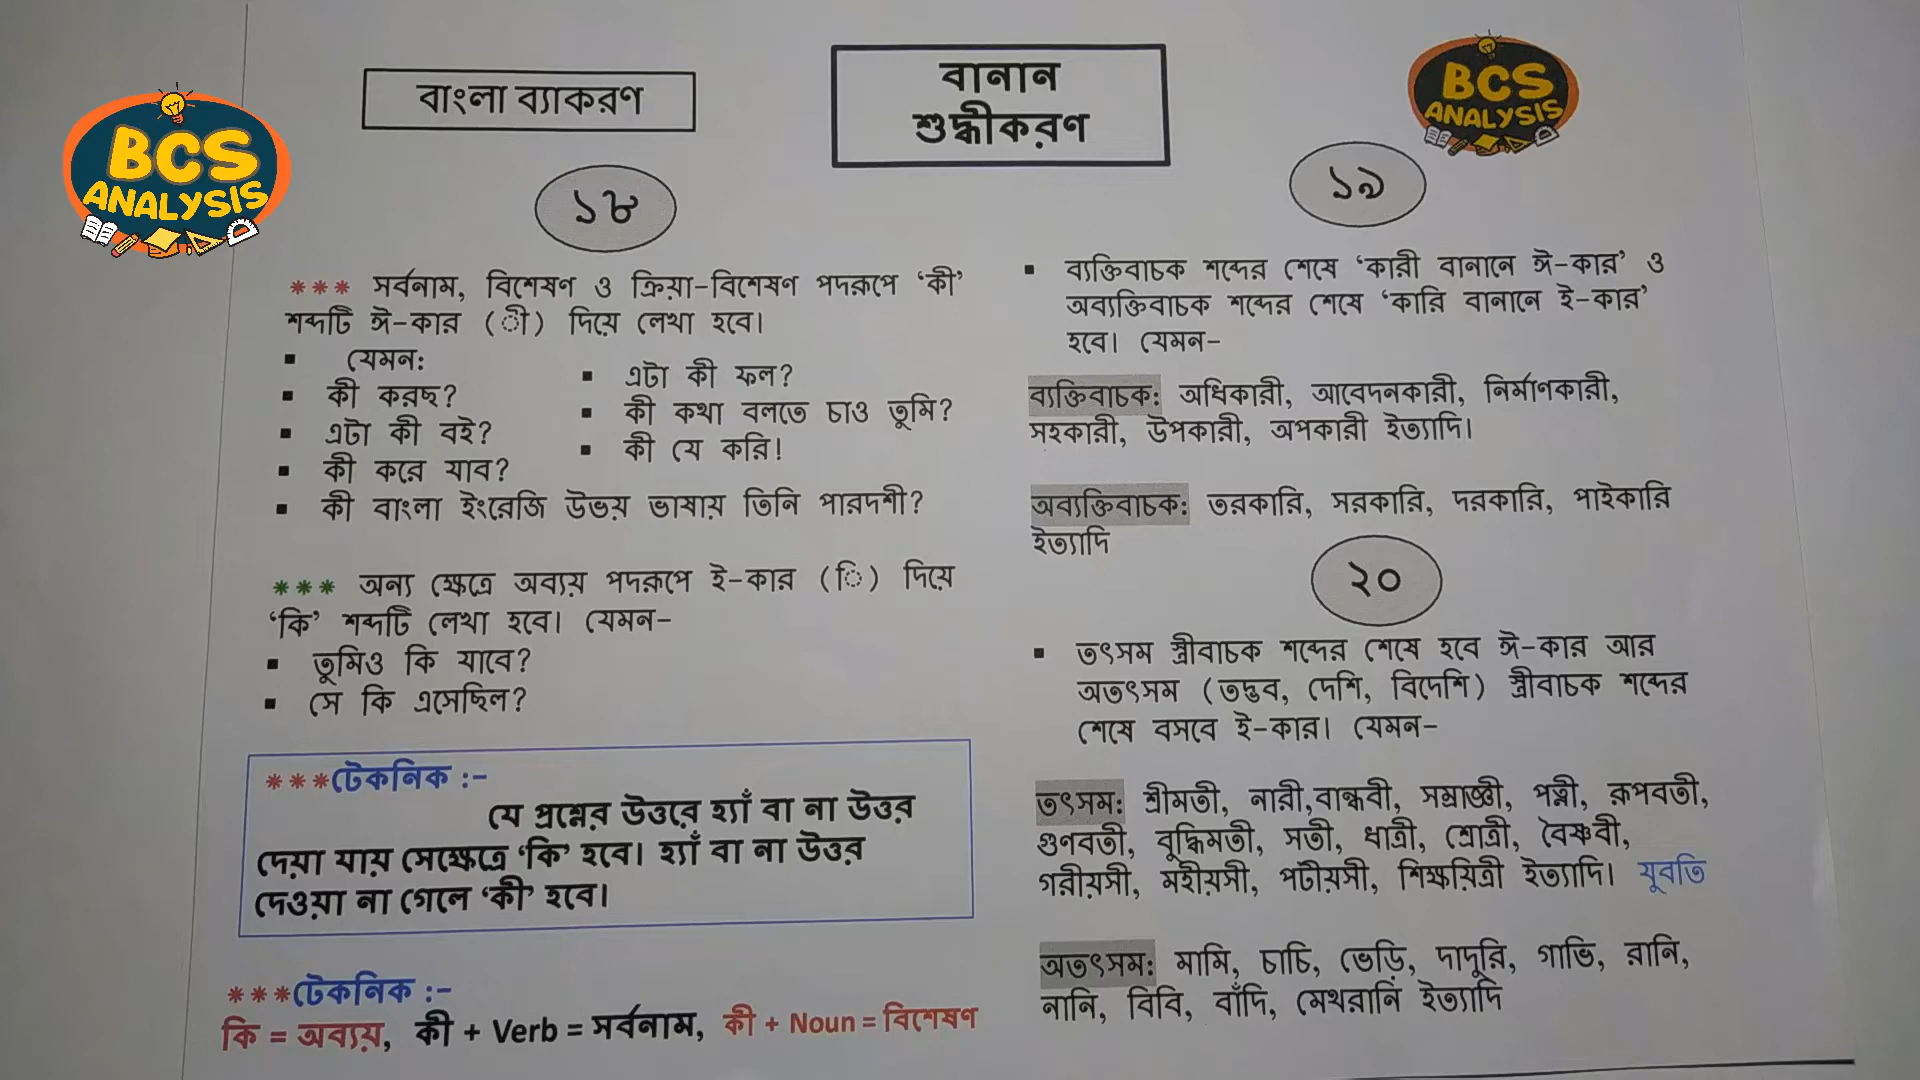 BCS
ANALYSIS
বাংলা ব্যাকরণ
বানান
শুদ্ধীকরণ
BCS
ANALYSIS
১৮
*** সর্বনাম, বিশেষণ ও ক্রিয়া-বিশেষণ পদরূপে ‘কী’
শব্দটি ঈ-কার (ী) দিয়ে লেখা হবে।
▪ যেমন:
▪ কী করছ?
▪ এটা কী বই?
▪ কী করে যাব?
▪ এটা কী ফল?
▪ কী কথা বলতে চাও তুমি?
▪ কী যে করি!
▪ কী বাংলা ইংরেজি উভয় ভাষায় তিনি পারদর্শী?
*** অন্য ক্ষেত্রে অব্যয় পদরূপে ই-কার (ি) দিয়ে
‘কি’ শব্দটি লেখা হবে। যেমন-
▪ তুমিও কি যাবে?
▪ সে কি এসেছিল?
***টেকনিক :-
যে প্রশ্নের উত্তরে হ্যাঁ বা না উত্তর
দেয়া যায় সেক্ষেত্রে ‘কি’ হবে। হ্যাঁ বা না উত্তর
দেওয়া না গেলে ‘কী’ হবে।
***টেকনিক :-
কি = অব্যয়, কী + Verb = সর্বনাম, কী + Noun = বিশেষণ
১৯
▪ ব্যক্তিবাচক শব্দের শেষে ‘কারী বানানে ঈ-কার’ ও
অব্যক্তিবাচক শব্দের শেষে ‘কারি বানানে ই-কার’
হবে। যেমন-
ব্যক্তিবাচক: অধিকারী, আবেদনকারী, নির্মাণকারী,
সহকারী, উপকারী, অপকারী ইত্যাদি।
অব্যক্তিবাচক: তরকারি, সরকারি, দরকারি, পাইকারি
ইত্যাদি
২০
▪ তৎসম স্ত্রীবাচক শব্দের শেষে হবে ঈ-কার আর
অতৎসম (তদ্ভব, দেশি, বিদেশি) স্ত্রীবাচক শব্দের
শেষে বসবে ই-কার। যেমন-
তৎসম: শ্রীমতী, নারী,বান্ধবী, সম্রাজ্ঞী, পত্নী, রূপবতী,
গুণবতী, বুদ্ধিমতী, সতী, ধাত্রী, শ্রোত্রী, বৈষ্ণবী,
গরীয়সী, মহীয়সী, পটীয়সী, শিক্ষয়িত্রী ইত্যাদি। যুবতি
অতৎসম: মামি, চাচি, ভেড়ি, দাদুরি, গাভি, রানি,
নানি, বিবি, বাঁদি, মেথরানি ইত্যাদি